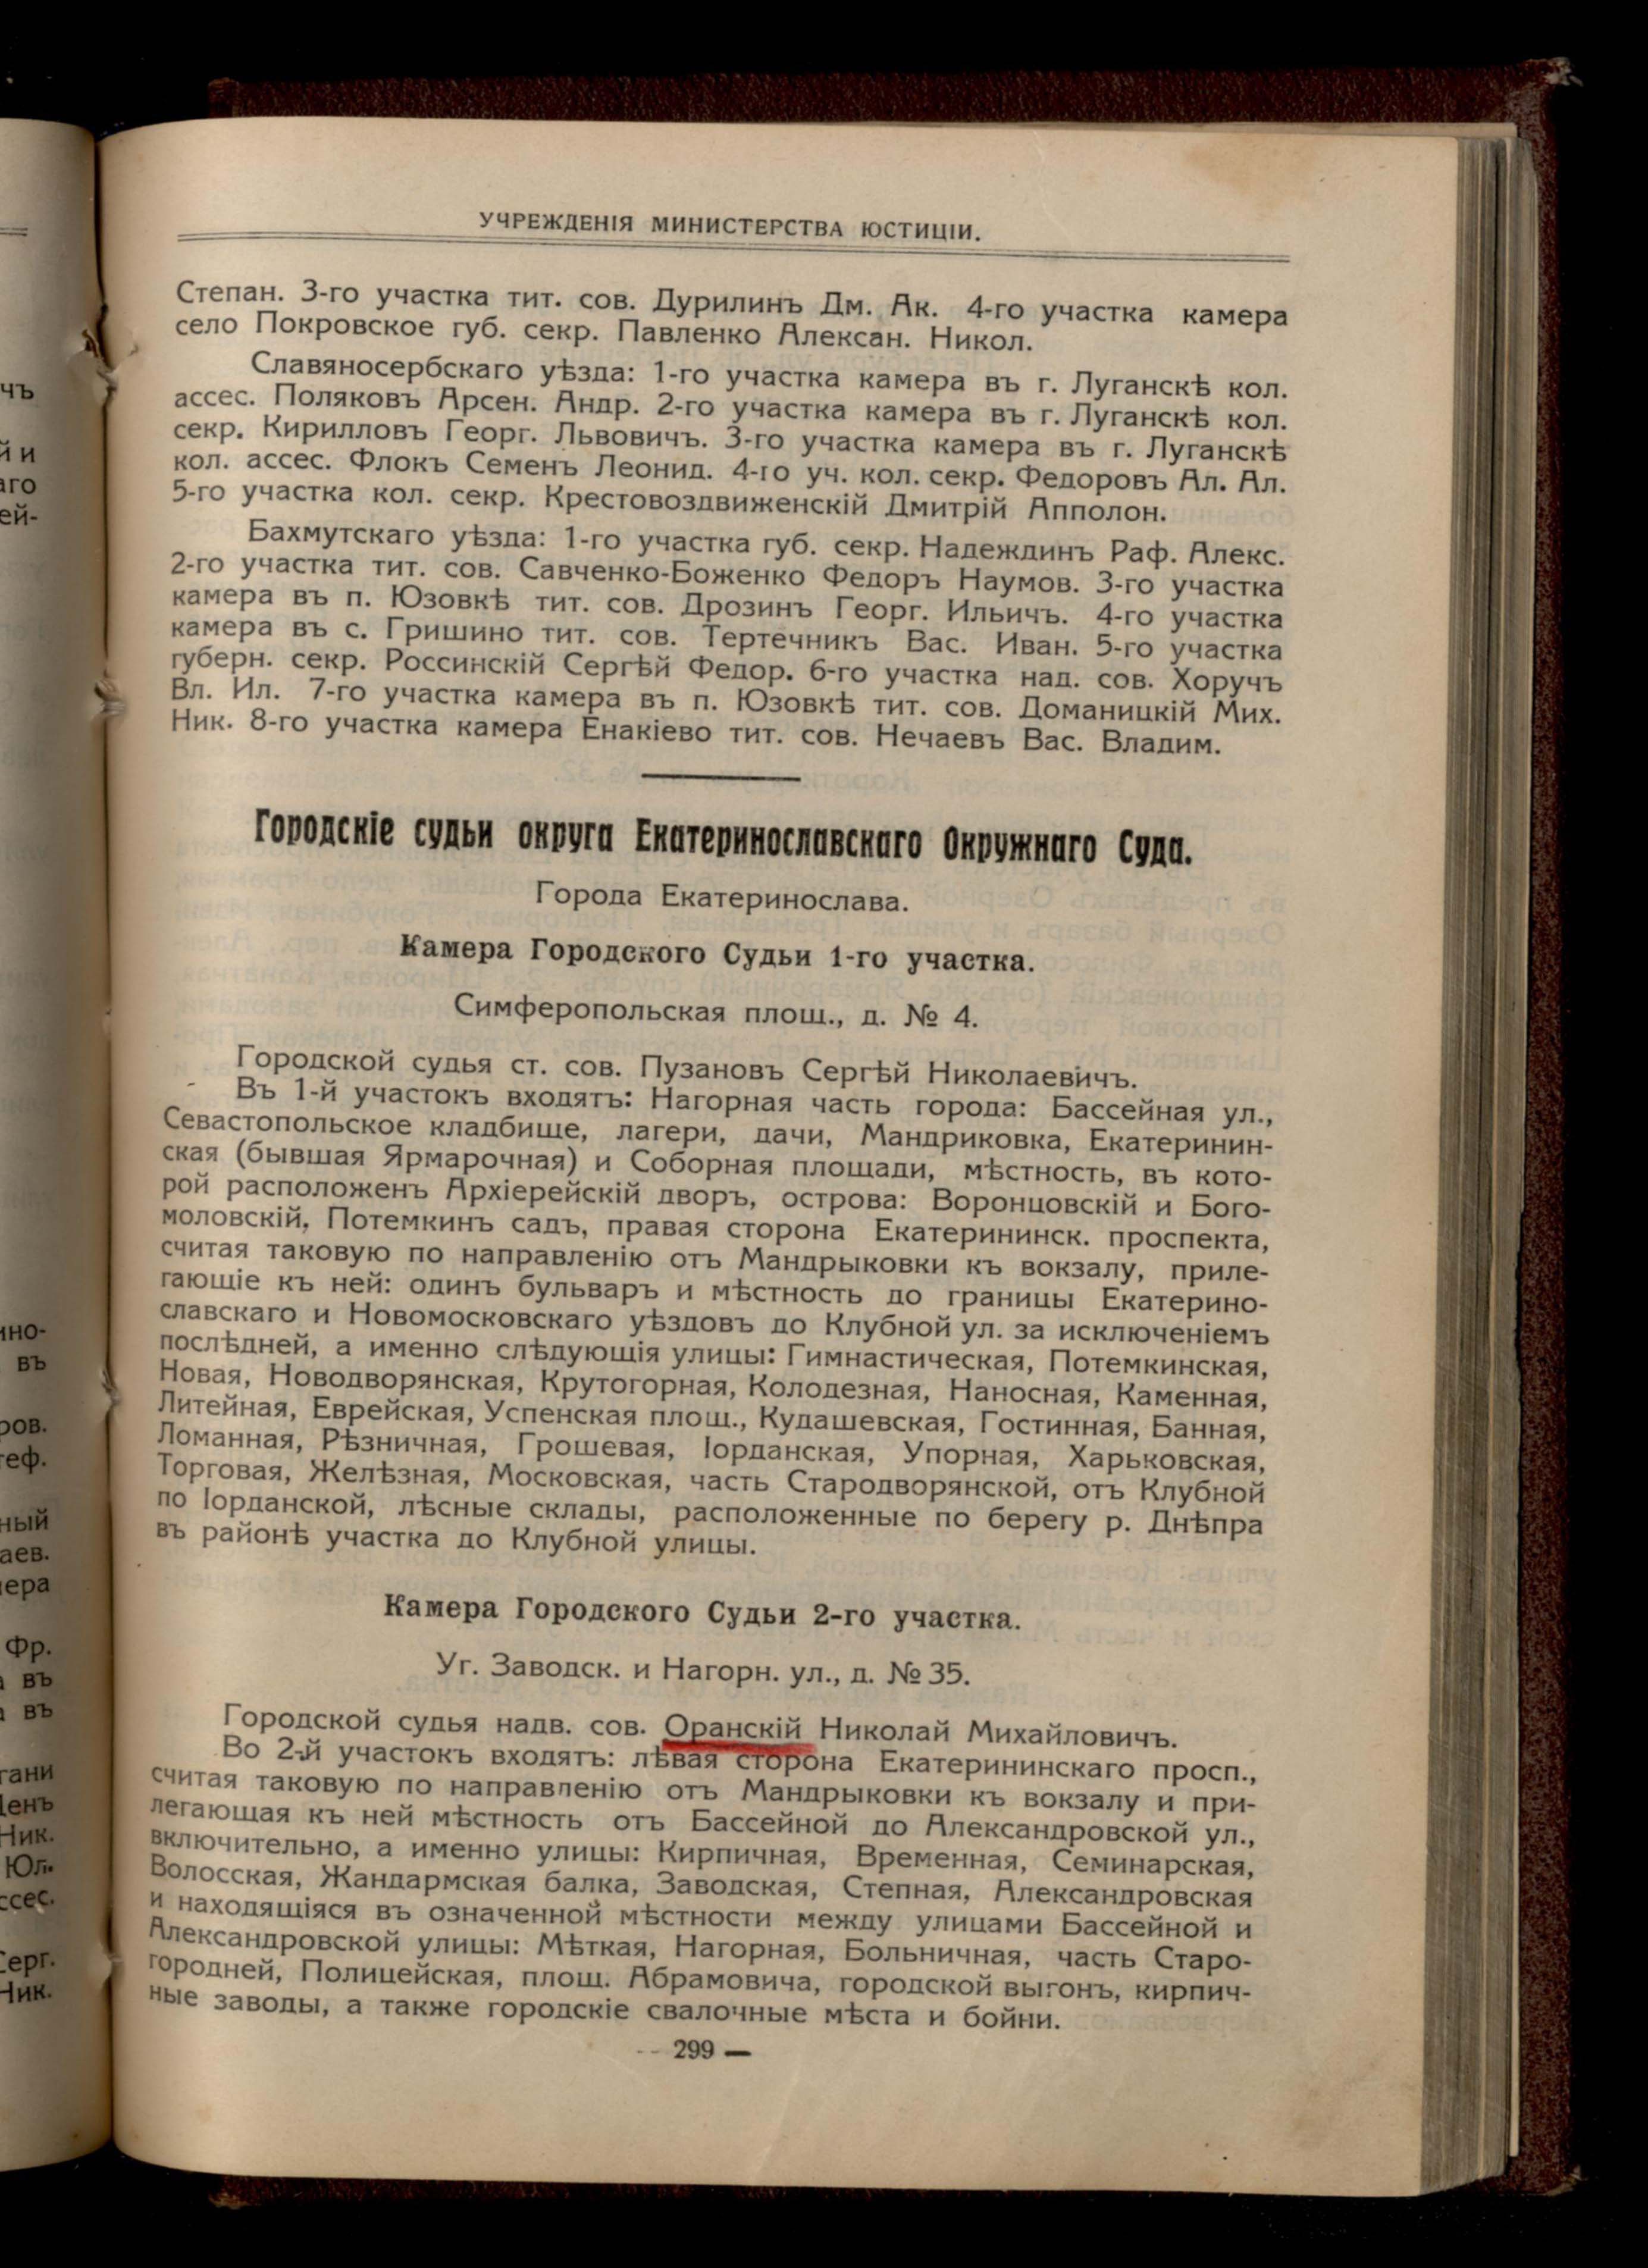 УЧРЕЖДЕНІЯ МИНИСТЕРСТВА ЮСТИЦІИ.
Степан. 3-го участка тит. сов. Дурилинъ Дм. Ак. 4-го участка камера
село Покровское губ. секр. Павленко Алексан. Никол.
Славяносербскаго уѣзда: 1-го участка камера въ г. Луганскѣ кол.
ассес. Поляковъ Арсен. Андр. 2-го участка камера въ г. Луганскѣ кол.
секр. Кирилловъ Георг. Львовичъ. 3-го участка камера въ г. Луганскѣ
кол. ассес. Флокъ Семенъ Леонид. 4-го уч. кол. секр. Федоровъ Ал. Ал.
5-го участка кол. секр. Крестовоздвиженскій Дмитрій Апполон.
Бахмутскаго уѣзда: 1-го участка губ. секр. Надеждинъ Раф. Алекс.
2-го участка тит. сов. Савченко-Боженко Федоръ Наумов. 3-го участка
камера въ п. Юзовкѣ тит. сов. Дрозинъ Георг. Ильичъ. 4-го участка
камера въ с. Гришино тит. сов. Тертечникъ Вас. Иван. 5-го участка
губерн. секр. Россинскій Сергѣй Федор. 6-го участка над. сов. Хоручъ
Вл. Ил. 7-го участка камера въ п. Юзовкѣ тит. сов. Доманицкій Мих.
Ник. 8-го участка камера Енакіево тит. сов. Нечаевъ Вас. Владим.
Городскіе судьи округа Екатеринославскаго Окружнаго Суда.
Города Екатеринослава.
Камера Городского Судьи 1-го участка.
Симферопольская площ., д. № 4.
Городской судья ст. сов. Пузановъ Сергѣй Николаевичъ.
Въ 1-й участокъ входятъ: Нагорная часть города: Бассейная ул.,
Севастопольское кладбище, лагери, дачи, Мандриковка, Екатеринин-
ская (бывшая Ярмарочная) и Соборная площади, мѣстность, въ кото-
рой расположенъ Архіерейскій дворъ, острова: Воронцовскій и Бого-
моловскій, Потемкинъ садъ, правая сторона Екатерининск. проспекта,
считая таковую по направленію отъ Мандрыковки къ вокзалу, приле-
гающіе къ ней: одинъ бульваръ и мѣстность до границы Екатерино-
славскаго и Новомосковскаго уѣздовъ до Клубной ул. за исключеніемъ
послѣдней, а именно слѣдующія улицы: Гимнастическая, Потемкинская,
Новая, Новодворянская, Крутогорная, Колодезная, Наносная, Каменная,
Литейная, Еврейская, Успенская площ., Кудашевская, Гостинная, Банная,
Ломанная, Рѣзничная, Грошевая, Іорданская, Упорная, Харьковская,
Торговая, Желѣзная, Московская, часть Стародворянской, отъ Клубной
по Іорданской, лѣсные склады, расположенные по берегу р. Днѣпра
въ районѣ участка до Клубной улицы.
Камера Городского Судьи 2-го участка.
Уг. Заводск. и Нагорн. ул., д. № 35.
Городской судья надв. сов. Оранскій Николай Михайловичъ.
Во 2-й участокъ входятъ: лѣвая сторона Екатерининскаго просп.,
считая таковую по направленію отъ Мандрыковки къ вокзалу и при-
легающая къ ней мѣстность отъ Бассейной до Александровской ул.,
включительно, а именно улицы: Кирпичная, Временная, Семинарская,
Волосская, Жандармская балка, Заводская, Степная, Александровская
и находящіяся въ означенной мѣстности между улицами Бассейной и
Александровской улицы: Мѣткая, Нагорная, Больничная, часть Старо-
городней, Полицейская, площ. Абрамовича, городской выгонъ, кирпич-
ные заводы, а также городскіе свалочные мѣста и бойни.
-- 299 —